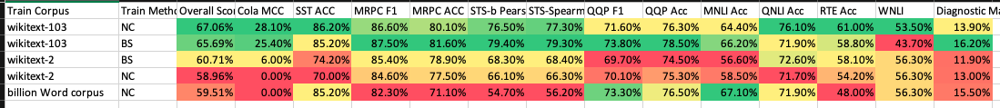 Train Corpus Train Metho Overall Scor Cola MCC SST ACC MRPC F1 MRPC ACC STS-b Pears STS-Spearm QQP F1 QQP Acc MNLI Acc QNLI Acc RTE Acc WNLI Diagnostic Ma
wikitext-103 NC 67.06% 28.10% 86.20% 86.60% 80.10% 76.50% 77.30% 71.60% 76.30% 64.40% 76.10% 61.00% 53.50% 13.90%
wikitext-103 BS 65.69% 25.40% 85.20% 87.50% 81.60% 79.40% 79.30% 73.80% 78.50% 66.20% 71.90% 58.80% 43.70% 16.20%
wikitext-2 BS 60.71% 6.00% 74.20% 85.40% 78.90% 68.30% 68.40% 69.70% 74.50% 56.60% 72.60% 58.10% 56.30% 11.90%
wikitext-2 NC 58.96% 0.00% 70.00% 84.60% 77.50% 66.10% 66.30% 70.10% 75.30% 58.50% 71.70% 54.20% 56.30% 13.00%
billion Word corpus NC 59.51% 0.00% 85.20% 82.30% 71.10% 54.70% 56.20% 73.30% 76.50% 67.10% 71.90% 48.00% 56.30% 15.50%